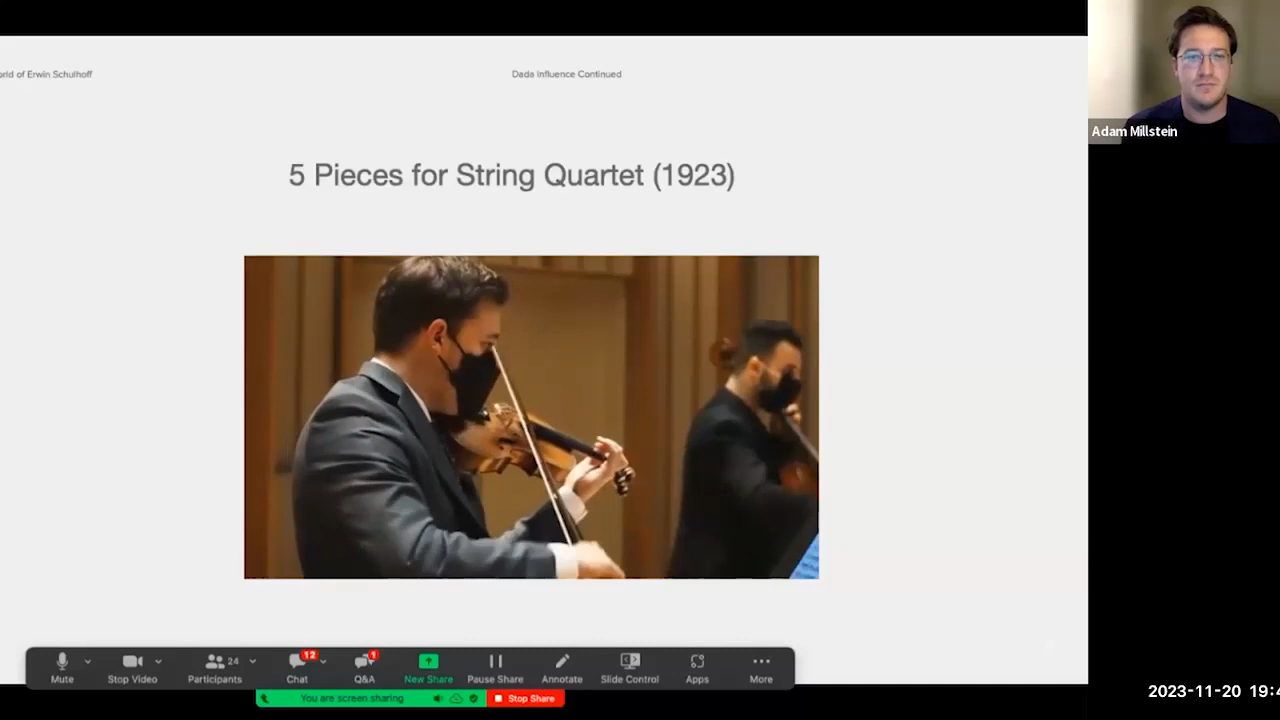 orld of Erwin Schulhoff
Dada Influence Continued
Adam Millstein
5 Pieces for String Quartet (1923)
12
1
24
Mute
Stop Video
Participants
Chat
Q&A
New Share
Pause Share
Annotate
Slide Control
Apps
More
You are screen sharing
Stop Share
2023-11-20 19:4